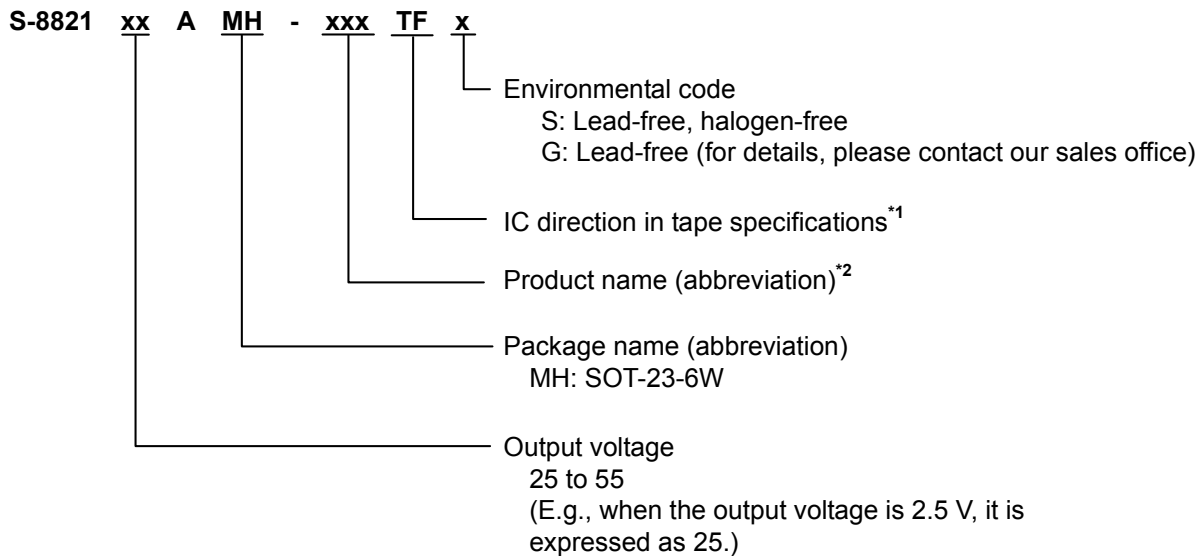 S-8821 xx A MH - xxx TF x
Environmental code
S: Lead-free, halogen-free
G: Lead-free (for details, please contact our sales office)
IC direction in tape specifications*1
Product name (abbreviation)*2
Package name (abbreviation)
MH: SOT-23-6W
Output voltage
25 to 55
(E.g., when the output voltage is 2.5 V, it is
expressed as 25.)